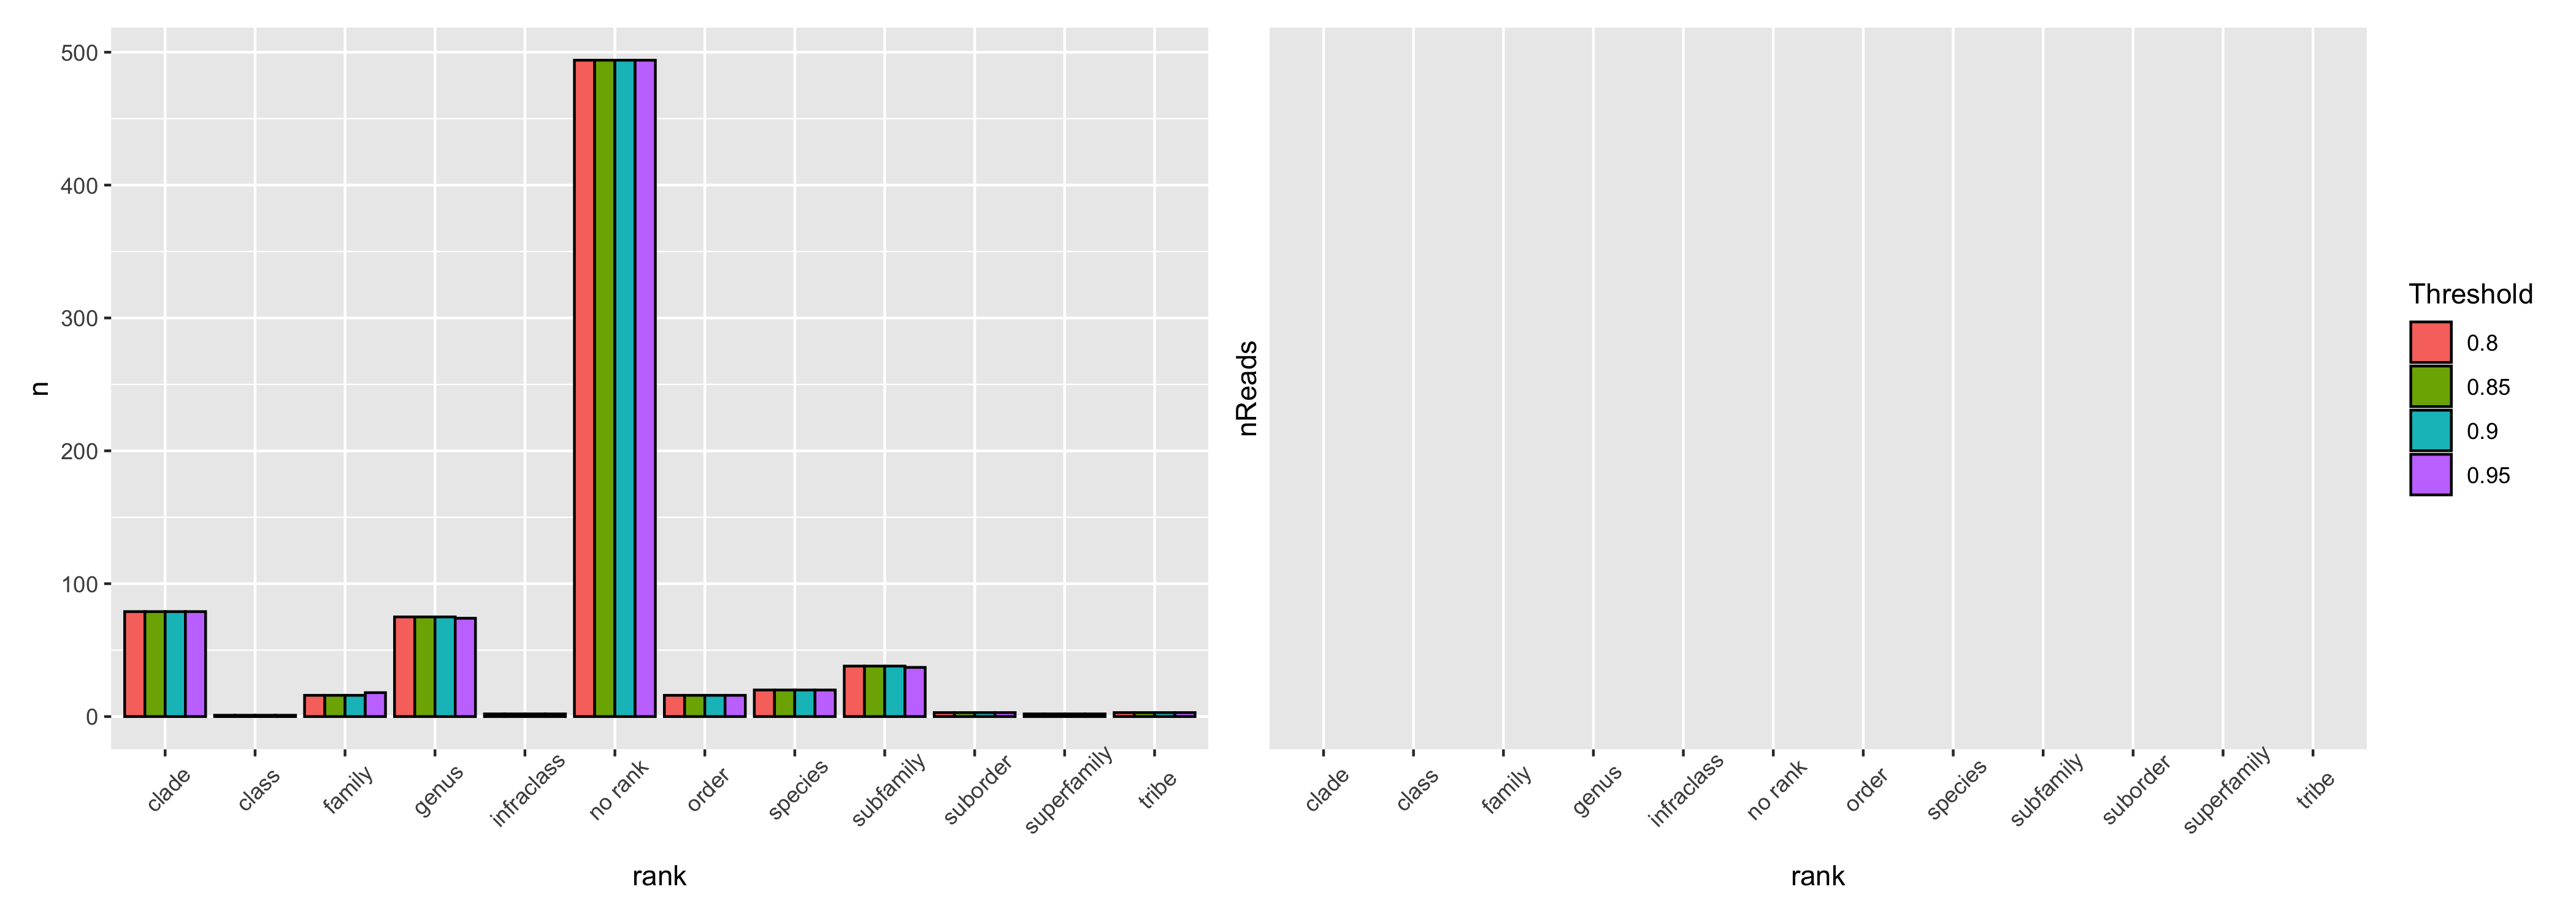 500
400
300
200
100
0
n
clade
class
family
genus
infraclass
no rank
order
species
subfamily
suborder
superfamily
tribe
rank
nReads
clade
class
family
genus
infraclass
no rank
order
species
subfamily
suborder
superfamily
tribe
rank
Threshold
0.8
0.85
0.9
0.95